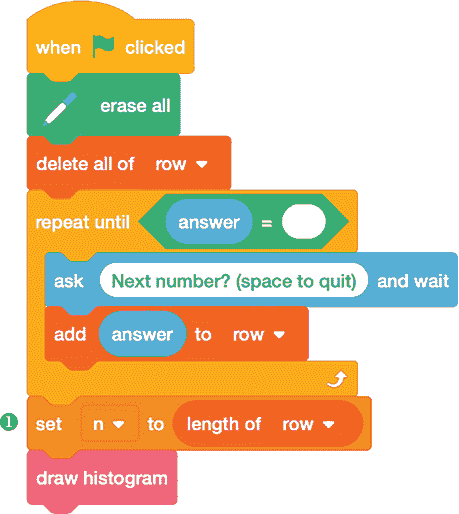 when clicked
erase all
delete all of row
repeat until answer =
ask Next number? (space to quit) and wait
add answer to row
1 set n to length of row
draw histogram